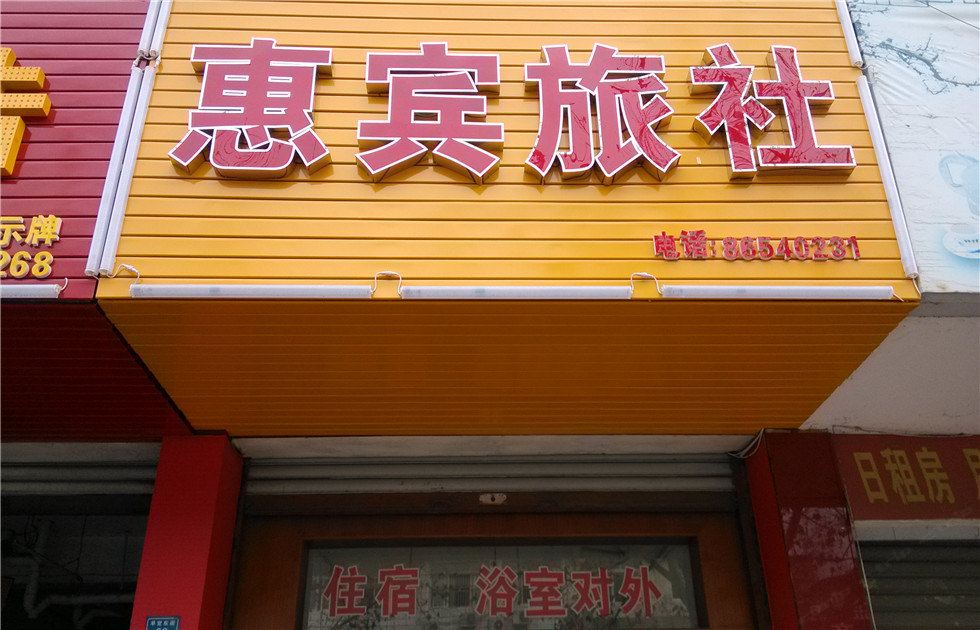 惠宾旅社
电话:86540231
示牌
268
日租房
住宿 浴室对外